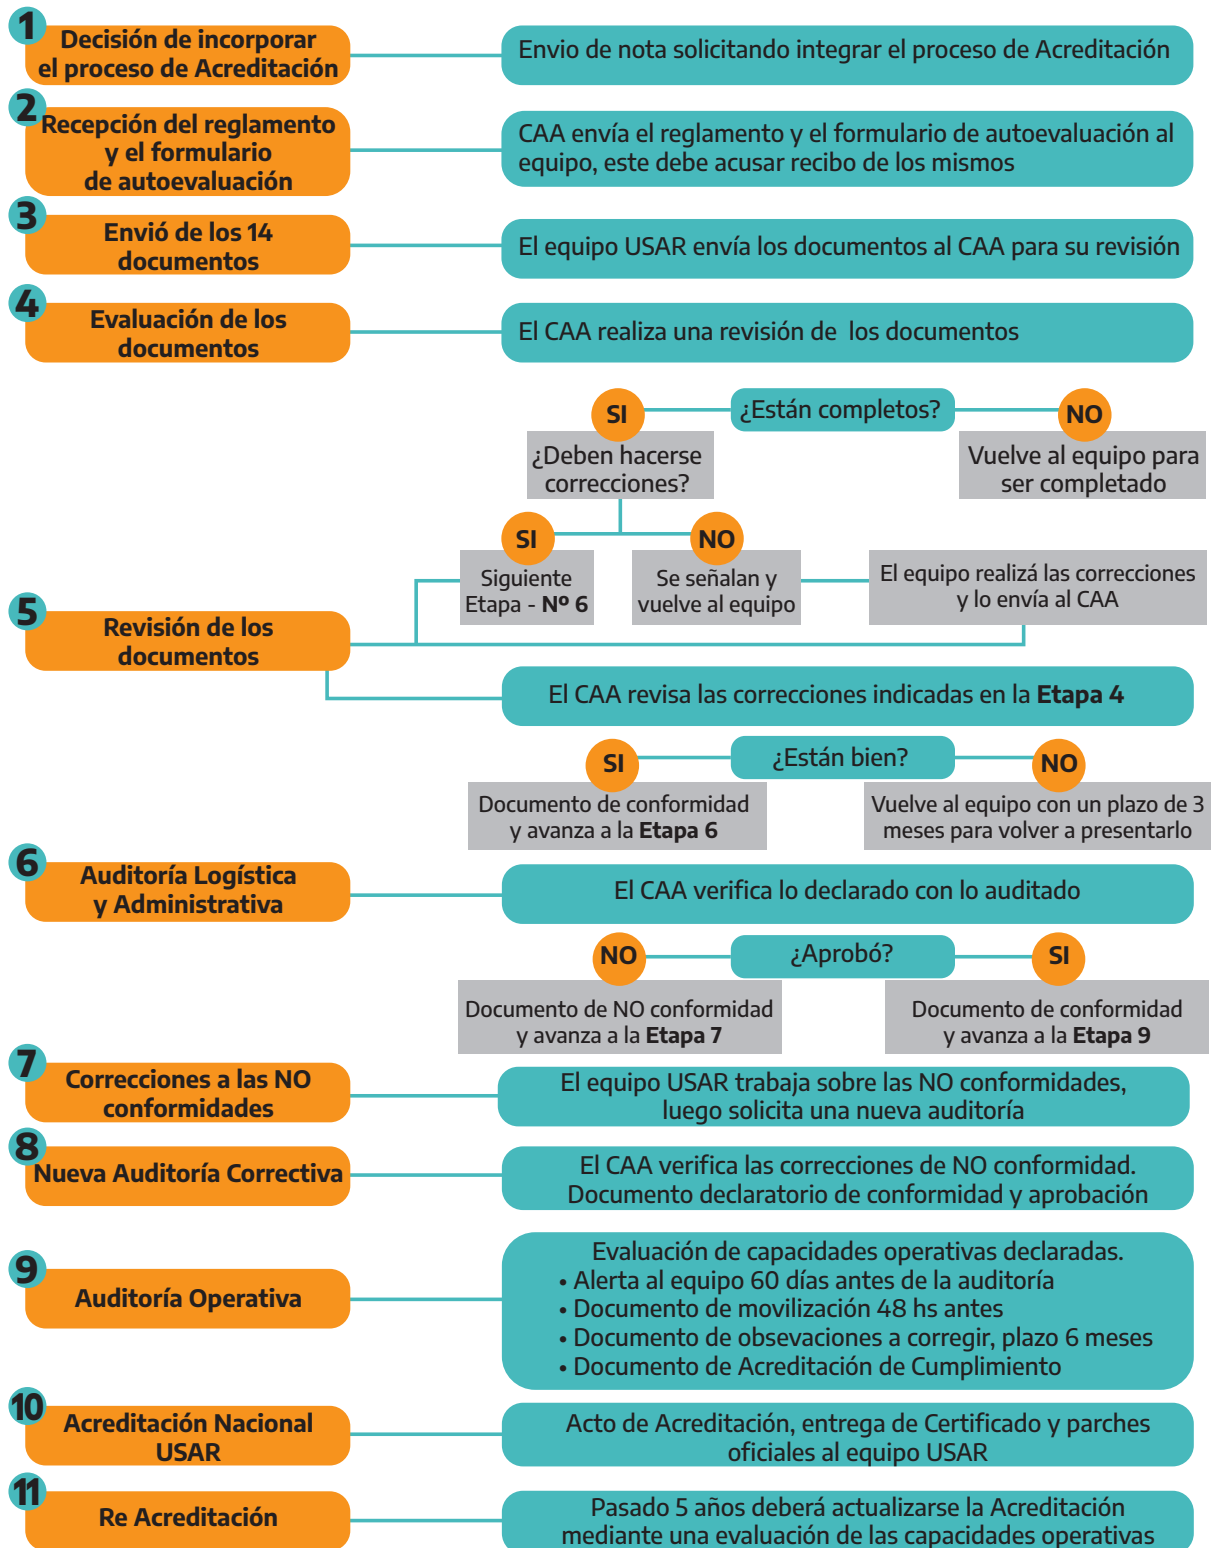 1
Decisión de incorporar
el proceso de Acreditación
Envio de nota solicitando integrar el proceso de Acreditación
2
Recepción del reglamento
y el formulario
de autoevaluación
CAA envía el reglamento y el formulario de autoevaluación al
equipo, este debe acusar recibo de los mismos
3
Envió de los 14
documentos
El equipo USAR envía los documentos al CAA para su revisión
4
Evaluación de los
documentos
El CAA realiza una revisión de los documentos
SI
¿Están completos?
NO
¿Deben hacerse
correcciones?
Vuelve al equipo para
ser completado
SI
NO
Siguiente
Etapa - Nº 6
Se señalan y
vuelve al equipo
El equipo realizá las correcciones
y lo envía al CAA
5
Revisión de los
documentos
El CAA revisa las correcciones indicadas en la Etapa 4
SI
¿Están bien?
NO
Documento de conformidad
y avanza a la Etapa 6
Vuelve al equipo con un plazo de 3
meses para volver a presentarlo
6
Auditoría Logística
y Administrativa
El CAA verifica lo declarado con lo auditado
NO
¿Aprobó?
SI
Documento de NO conformidad
y avanza a la Etapa 7
Documento de conformidad
y avanza a la Etapa 9
7
Correcciones a las NO
conformidades
El equipo USAR trabaja sobre las NO conformidades,
luego solicita una nueva auditoría
8
Nueva Auditoría Correctiva
El CAA verifica las correcciones de NO conformidad.
Documento declaratorio de conformidad y aprobación
9
Auditoría Operativa
Evaluación de capacidades operativas declaradas.
• Alerta al equipo 60 días antes de la auditoría
• Documento de movilización 48 hs antes
• Documento de obsevaciones a corregir, plazo 6 meses
• Documento de Acreditación de Cumplimiento
10
Acreditación Nacional
USAR
Acto de Acreditación, entrega de Certificado y parches
oficiales al equipo USAR
11
Re Acreditación
Pasado 5 años deberá actualizarse la Acreditación
mediante una evaluación de las capacidades operativas